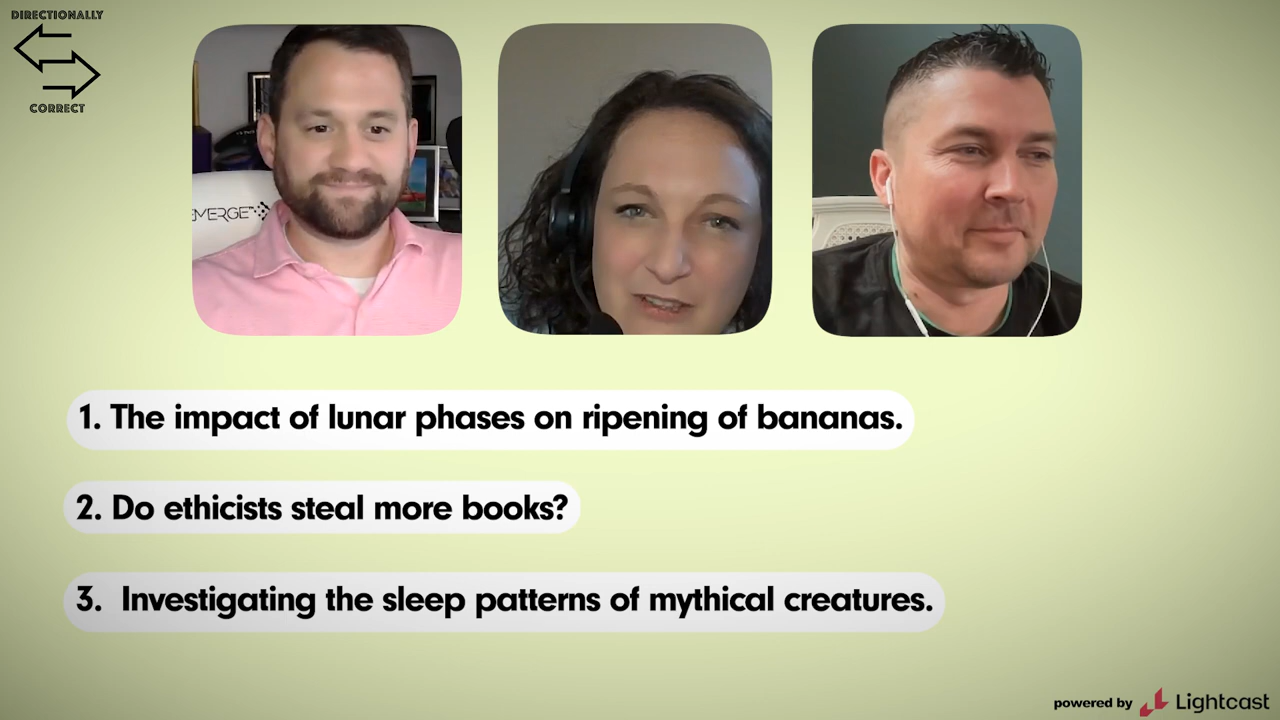 DIRECTIONALLY
CORRECT
EMERGE
1. The impact of lunar phases on ripening of bananas.
2. Do ethicists steal more books?
3. Investigating the sleep patterns of mythical creatures.
powered by Lightcast